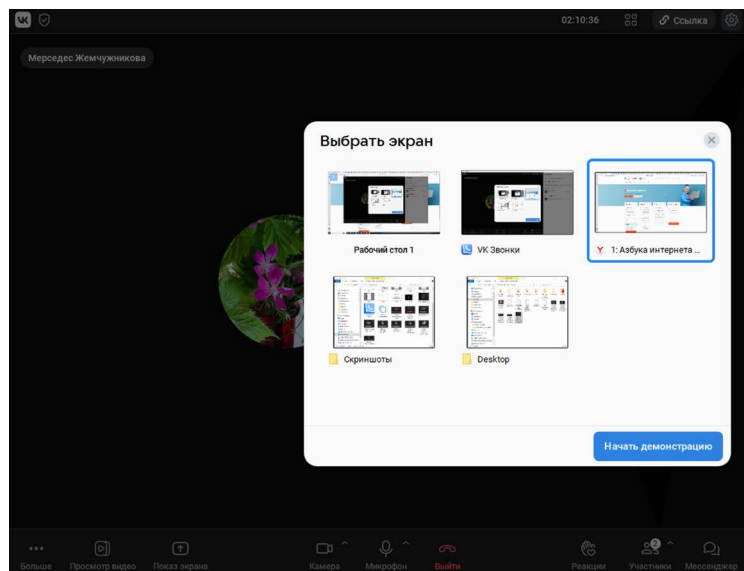 02:10:36
Ссылка
Мерседес Жемчужникова
Выбрать экран
Рабочий стол 1
VK Звонки
1: Азбука интернета ...
Скриншоты
Desktop
Начать демонстрацию
2
Больше
Просмотр видео
Показ экрана
Камера
Микрофон
Выйти
Реакции
Участники
Мессенджер